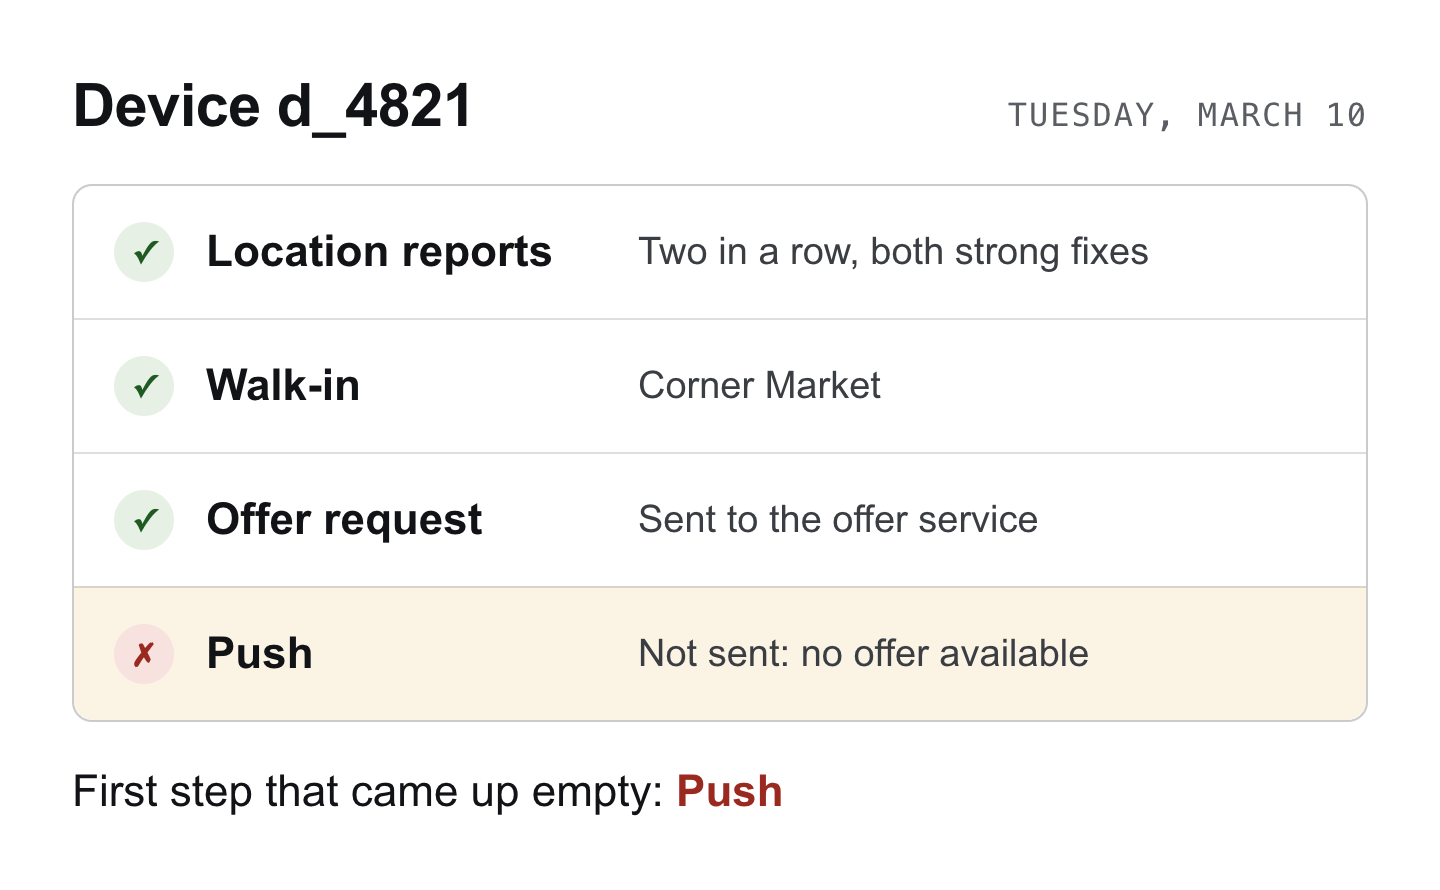 Device d_4821
TUESDAY, MARCH 10
✓ Location reports Two in a row, both strong fixes
✓ Walk-in Corner Market
✓ Offer request Sent to the offer service
✗ Push Not sent: no offer available
First step that came up empty: Push